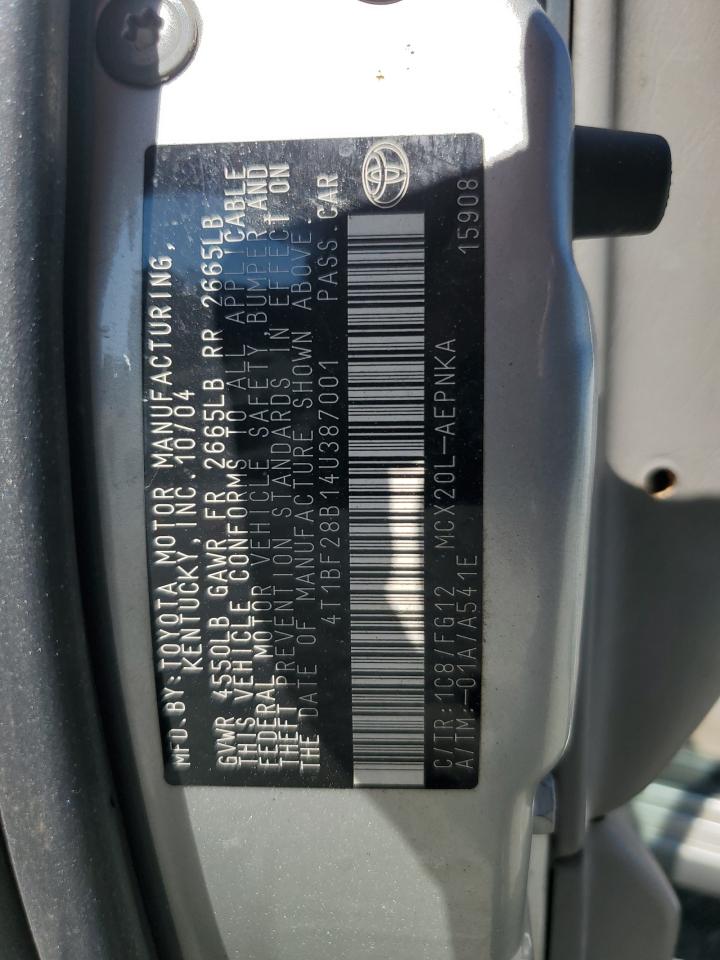 MFD. BY: TOYOTA MOTOR MANUFACTURING,
KENTUCKY, INC. 10/04
GVWR 4550LB GAWR FR 2665LB RR 2665LB
THIS VEHICLE CONFORMS TO ALL APPLICABLE
FEDERAL MOTOR VEHICLE SAFETY, BUMPER AND
THEFT PREVENTION STANDARDS IN EFFECT ON
THE DATE OF MANUFACTURE SHOWN ABOVE.
4T1BF28B14U387001 PASS.CAR
C/TR: 1C8/FG12 MCX20L-AEPNKA 15908
A/TM: -01A/A541E